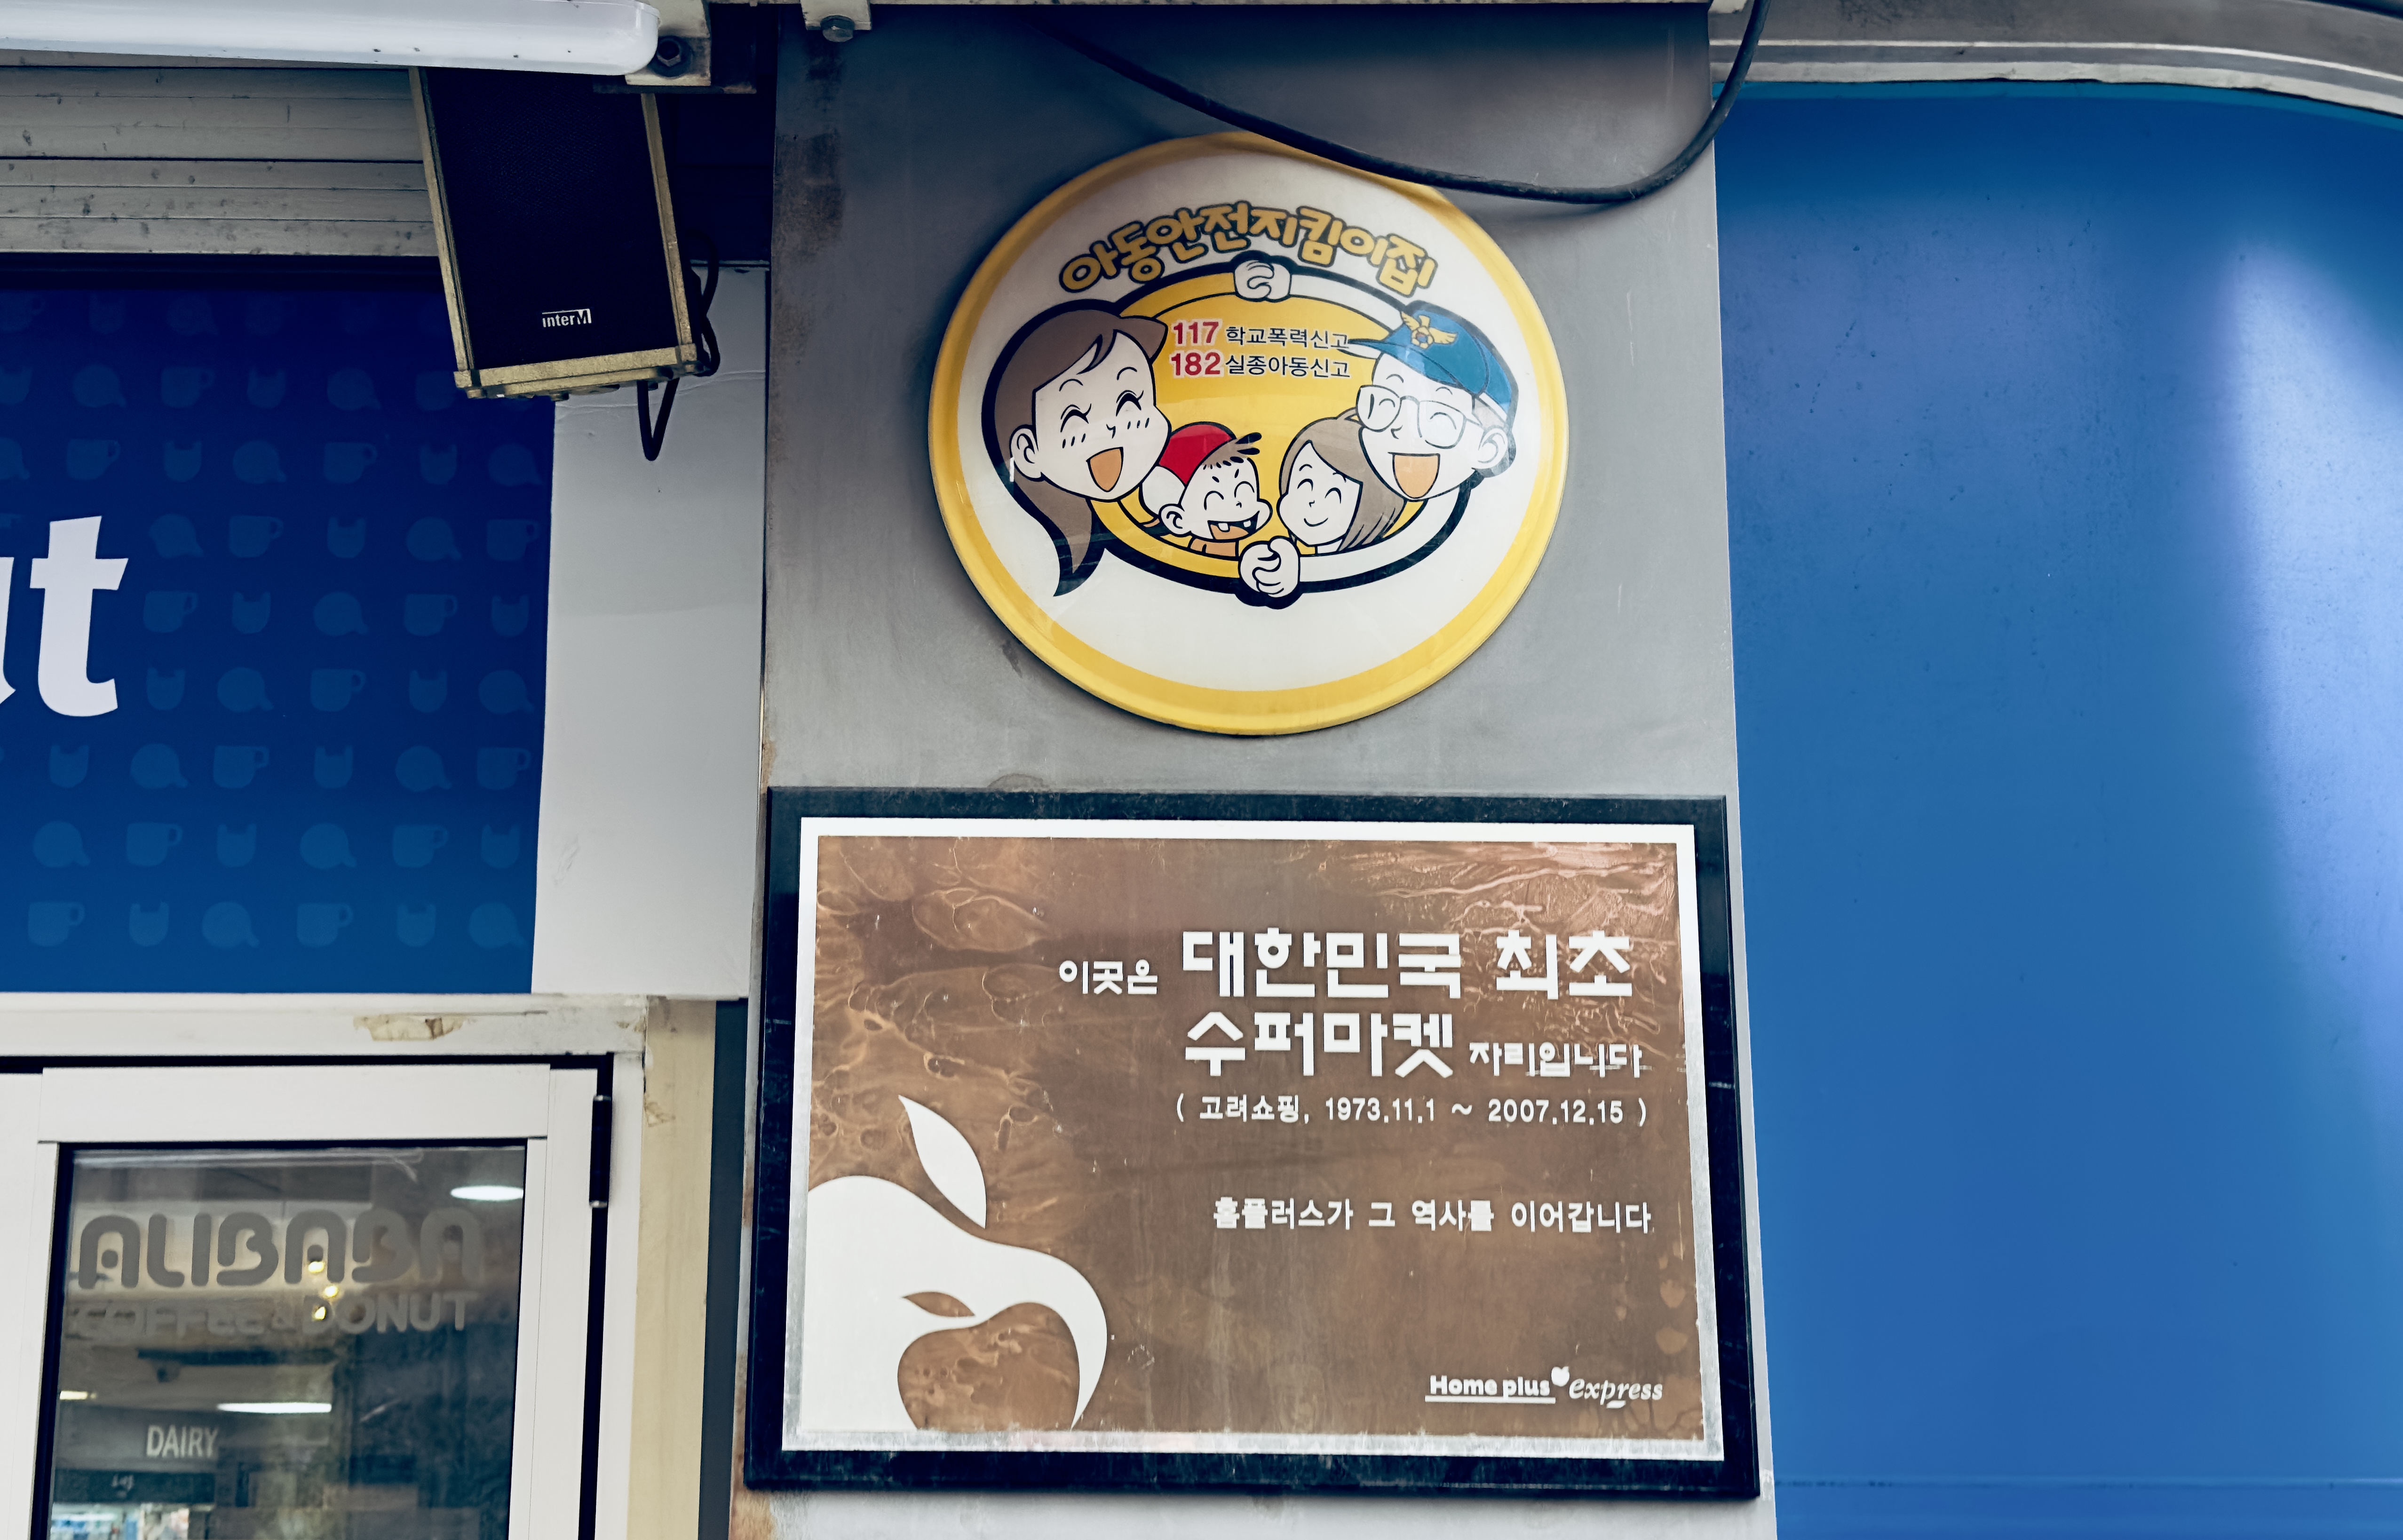 interM
ut
아동안전지킴이집
117 학교폭력신고
182 실종아동신고
이곳은 대한민국 최초
수퍼마켓 자리입니다
( 고려쇼핑, 1973.11.1 ~ 2007.12.15 )
홈플러스가 그 역사를 이어갑니다
Home plus express
ALIBABA
COFFEE & DONUT
DAIRY